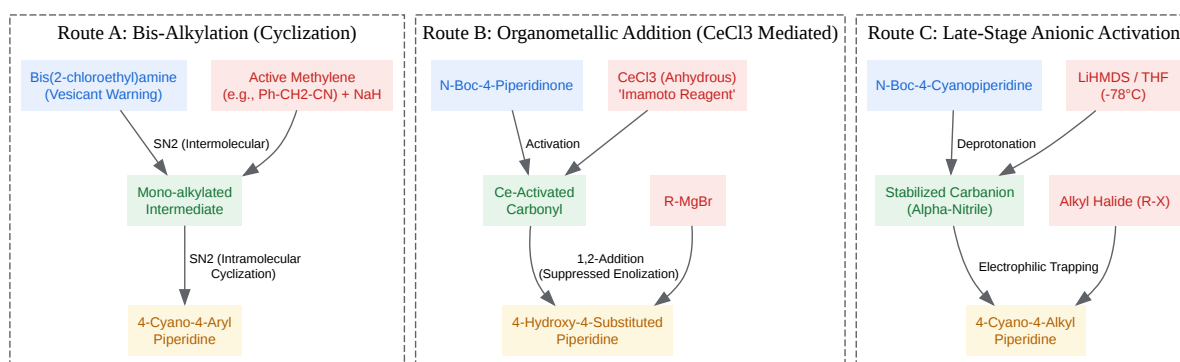 Route A: Bis-Alkylation (Cyclization)
Bis(2-chloroethyl)amine
(Vesicant Warning)
Active Methylene
(e.g., Ph-CH2-CN) + NaH
SN2 (Intermolecular)
Mono-alkylated
Intermediate
SN2 (Intramolecular
Cyclization)
4-Cyano-4-Aryl
Piperidine
Route B: Organometallic Addition (CeCl3 Mediated)
N-Boc-4-Piperidinone
CeCl3 (Anhydrous)
'Imamoto Reagent'
Activation
Ce-Activated
Carbonyl
R-MgBr
1,2-Addition
(Suppressed Enolization)
4-Hydroxy-4-Substituted
Piperidine
Route C: Late-Stage Anionic Activation
N-Boc-4-Cyanopiperidine
LiHMDS / THF
(-78°C)
Deprotonation
Stabilized Carbanion
(Alpha-Nitrile)
Alkyl Halide (R-X)
Electrophilic Trapping
4-Cyano-4-Alkyl
Piperidine